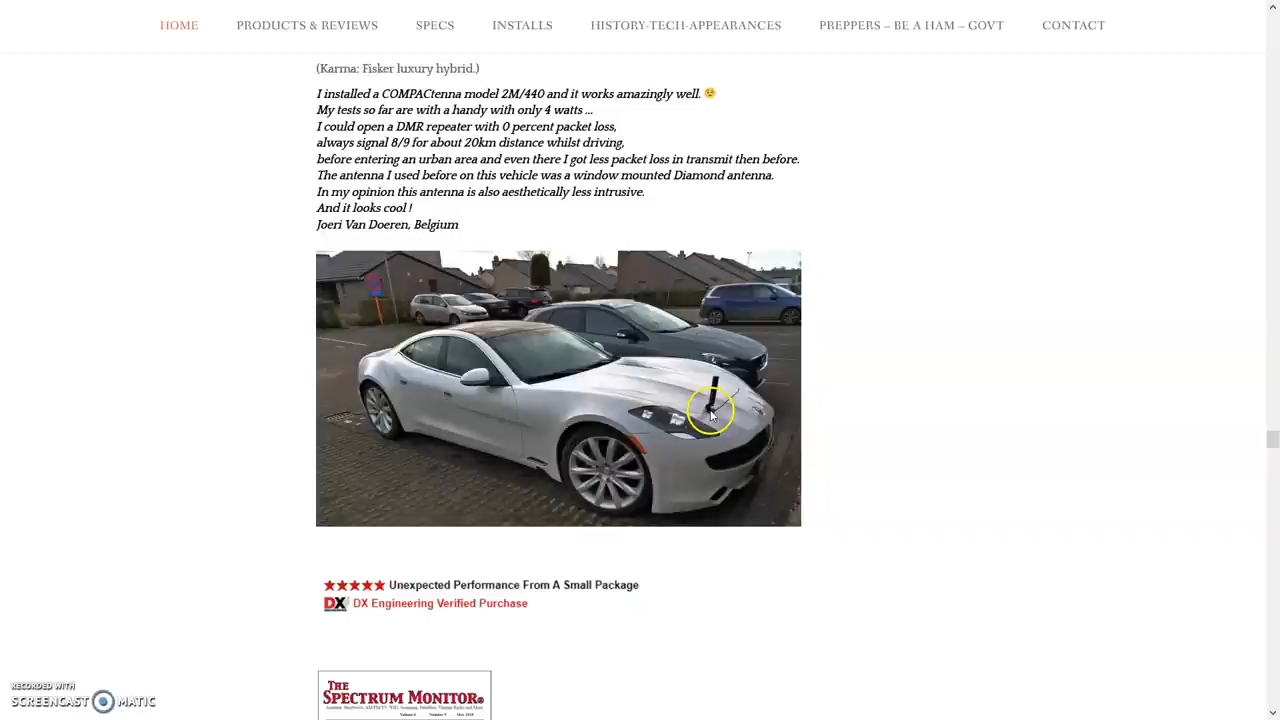 HOME PRODUCTS & REVIEWS SPECS INSTALLS HISTORY-TECH-APPEARANCES PREPPERS – BE A HAM – GOVT CONTACT
(Karma: Fisker luxury hybrid.)
I installed a COMPACtenna model 2M/440 and it works amazingly well. 😉
My tests so far are with a handy with only 4 watts ...
I could open a DMR repeater with 0 percent packet loss,
always signal 8/9 for about 20km distance whilst driving,
before entering an urban area and even there I got less packet loss in transmit then before.
The antenna I used before on this vehicle was a window mounted Diamond antenna.
In my opinion this antenna is also aesthetically less intrusive.
And it looks cool !
Joeri Van Doeren, Belgium
★★★★★ Unexpected Performance From A Small Package
DX Engineering Verified Purchase
THE
SPECTRUM MONITOR®
RECORDED WITH
SCREENCAST MATIC